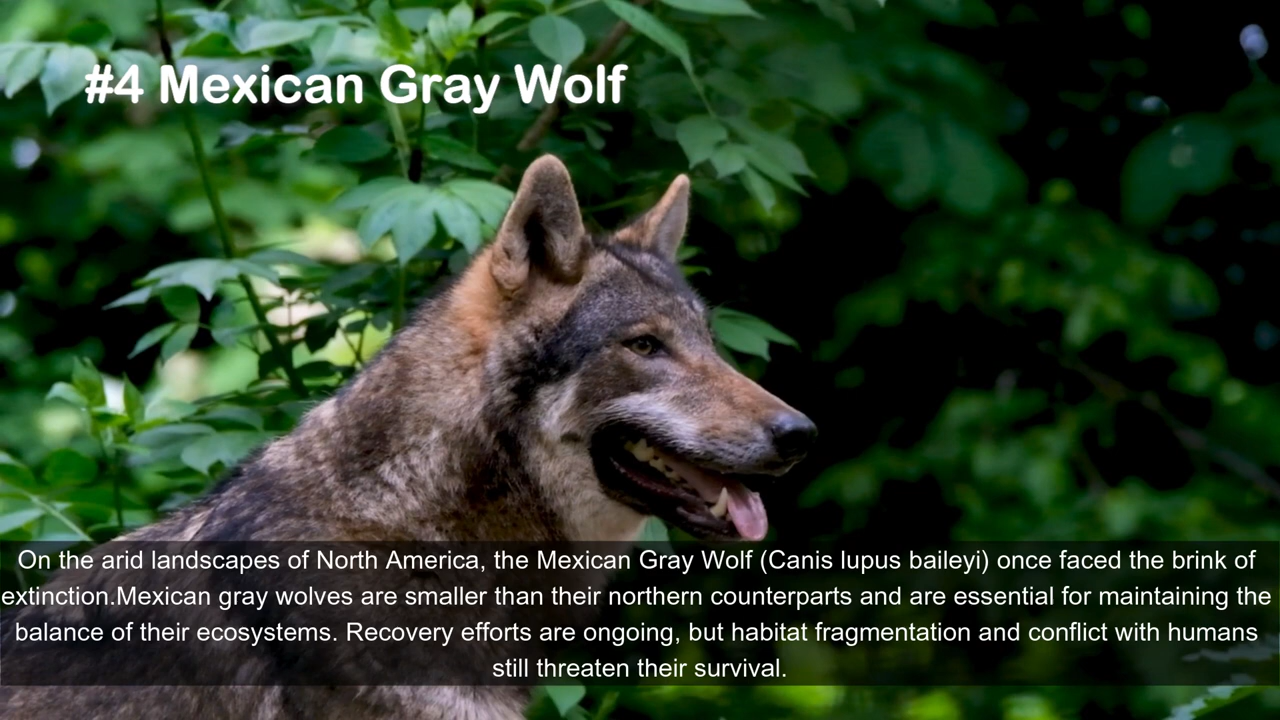 #4 Mexican Gray Wolf
On the arid landscapes of North America, the Mexican Gray Wolf (Canis lupus baileyi) once faced the brink of
extinction.Mexican gray wolves are smaller than their northern counterparts and are essential for maintaining the
balance of their ecosystems. Recovery efforts are ongoing, but habitat fragmentation and conflict with humans
still threaten their survival.